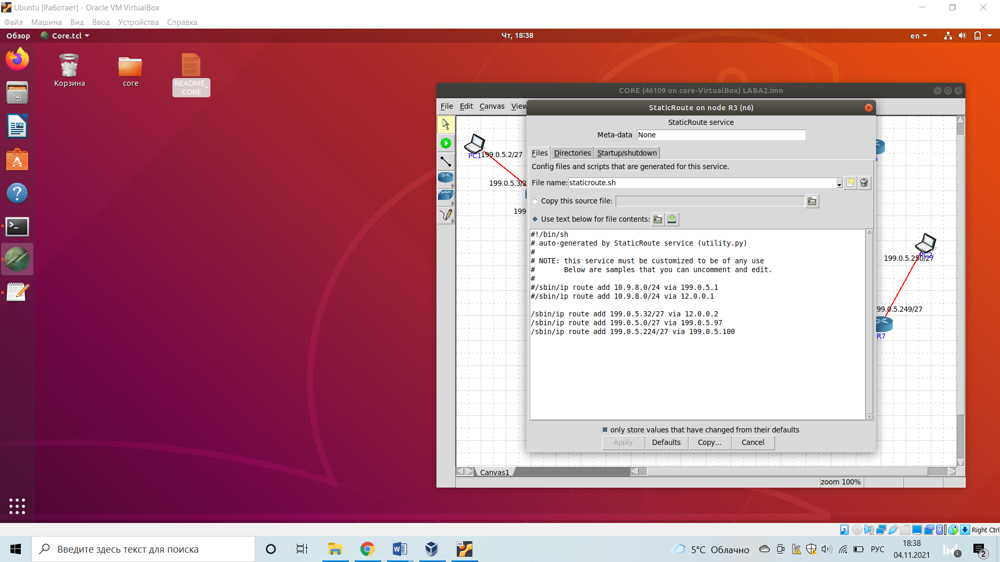 Ubuntu [Работает] - Oracle VM VirtualBox
Файл Машина Вид Ввод Устройства Справка
Обзор Core.tcl Чт, 18:38 en
Корзина
core
README_
CORE
CORE (46109 on core-VirtualBox) LABA2.imn
File Edit Canvas View
StaticRoute on node R3 (n6)
StaticRoute service
Meta-data None
Files Directories Startup/shutdown
Config files and scripts that are generated for this service.
File name: staticroute.sh
Copy this source file:
Use text below for file contents:
#!/bin/sh
# auto-generated by StaticRoute service (utility.py)
#
# NOTE: this service must be customized to be of any use
#       Below are samples that you can uncomment and edit.
#
#/sbin/ip route add 10.9.8.0/24 via 199.0.5.1
#/sbin/ip route add 10.9.8.0/24 via 12.0.0.1
/sbin/ip route add 199.0.5.32/27 via 12.0.0.2
/sbin/ip route add 199.0.5.0/27 via 199.0.5.97
/sbin/ip route add 199.0.5.224/27 via 199.0.5.100
only store values that have changed from their defaults
Apply Defaults Copy... Cancel
PC1
199.0.5.2/27
199.0.5.3/2
199
PC2
199.0.5.250/27
99.0.5.249/27
R7
Canvas1
zoom 100%
Right Ctrl
Введите здесь текст для поиска
5°C Облачно
РУС
18:38
04.11.2021
3
2